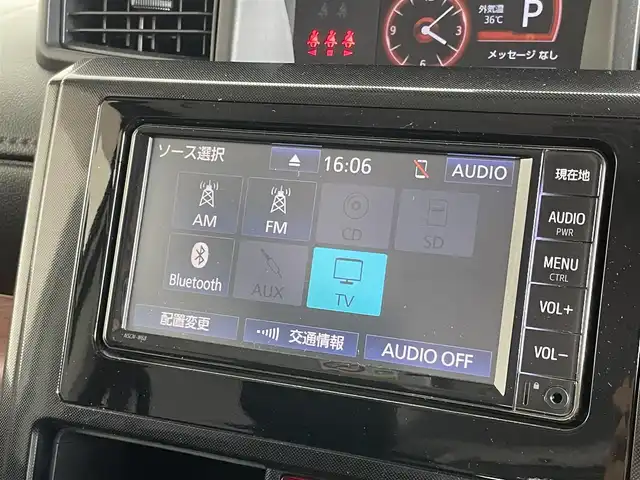 外気温
36℃
P
メッセージ なし
6
ソース選択
16:06
AUDIO
AM
FM
CD
SD
Bluetooth
AUX
TV
配置変更
交通情報
AUDIO OFF
現在地
AUDIO
PWR
MENU
CTRL
VOL+
VOL-